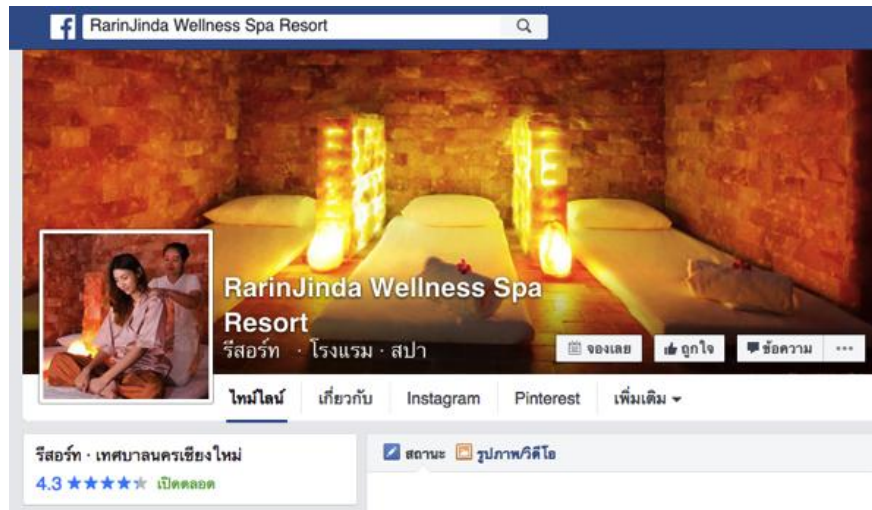 f RarinJinda Wellness Spa Resort
RarinJinda Wellness Spa
Resort
รีสอร์ท · โรงแรม · สปา
จองเลย ถูกใจ ข้อความ ...
ไทม์ไลน์ เกี่ยวกับ Instagram Pinterest เพิ่มเติม
รีสอร์ท · เทศบาลนครเชียงใหม่
4.3 ★★★★★ เปิดตลอด
สถานะ รูปภาพ/วิดีโอ